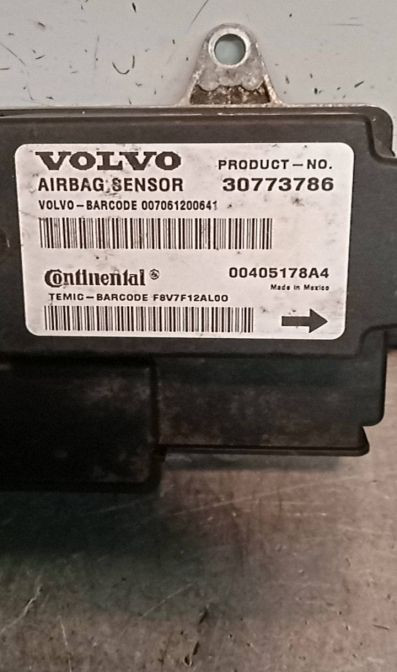 VOLVO PRODUCT-NO.
AIRBAG SENSOR 30773786
VOLVO-BARCODE 007061200641
Continental ® 00405178A4
Made in Mexico
TEMIC-BARCODE F8V7F12AL00